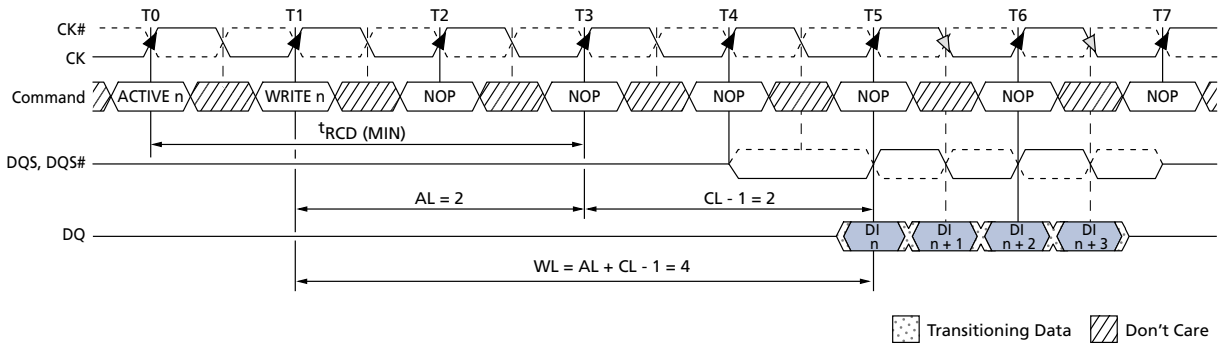 T0 T1 T2 T3 T4 T5 T6 T7
CK#
CK
Command ACTIVE n WRITE n NOP NOP NOP NOP NOP NOP
tRCD (MIN)
DQS, DQS#
AL = 2 CL - 1 = 2
DQ DI n DI n + 1 DI n + 2 DI n + 3
WL = AL + CL - 1 = 4
Transitioning Data Don't Care